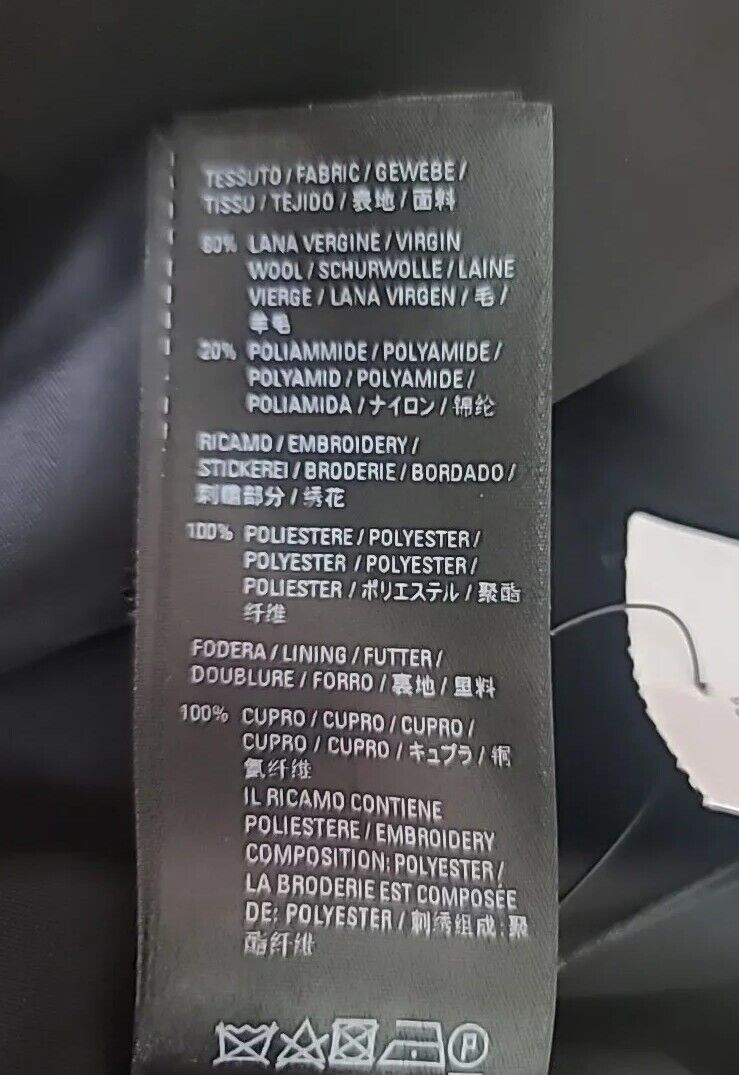 TESSUTO / FABRIC / GEWEBE /
TISSU / TEJIDO / 表地 / 面料
80% LANA VERGINE / VIRGIN
WOOL / SCHURWOLLE / LAINE
VIERGE / LANA VIRGEN / 毛 /
羊毛
20% POLIAMMIDE / POLYAMIDE /
POLYAMID / POLYAMIDE /
POLIAMIDA / ナイロン / 锦纶
RICAMO / EMBROIDERY /
STICKEREI / BRODERIE / BORDADO /
刺繍部分 / 绣花
100% POLIESTERE / POLYESTER /
POLYESTER / POLYESTER /
POLIESTER / ポリエステル / 聚酯
纤维
FODERA / LINING / FUTTER /
DOUBLURE / FORRO / 裏地 / 里料
100% CUPRO / CUPRO / CUPRO /
CUPRO / CUPRO / キュプラ / 铜
氨纤维
IL RICAMO CONTIENE
POLIESTERE / EMBROIDERY
COMPOSITION: POLYESTER /
LA BRODERIE EST COMPOSÉE
DE: POLYESTER / 刺绣组成: 聚
酯纤维
P